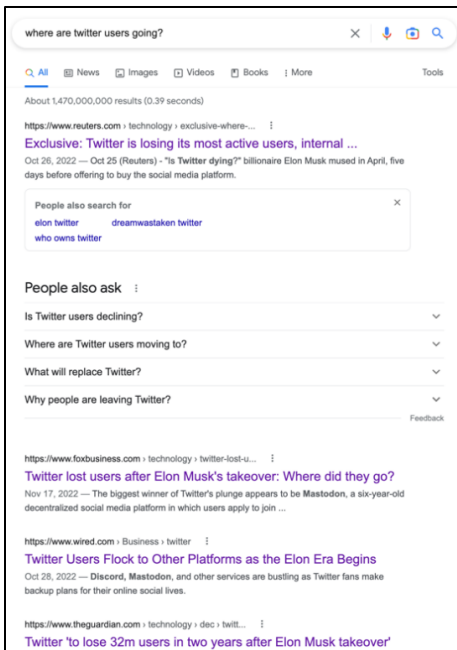 where are twitter users going?
All News Images Videos Books More Tools
About 1,470,000,000 results (0.39 seconds)
https://www.reuters.com › technology › exclusive-where-...
Exclusive: Twitter is losing its most active users, internal ...
Oct 26, 2022 — Oct 25 (Reuters) - "Is Twitter dying?" billionaire Elon Musk mused in April, five
days before offering to buy the social media platform.
People also search for
elon twitter dreamwastaken twitter
who owns twitter
People also ask
Is Twitter users declining?
Where are Twitter users moving to?
What will replace Twitter?
Why people are leaving Twitter?
Feedback
https://www.foxbusiness.com › technology › twitter-lost-u...
Twitter lost users after Elon Musk's takeover: Where did they go?
Nov 17, 2022 — The biggest winner of Twitter's plunge appears to be Mastodon, a six-year-old
decentralized social media platform in which users apply to join ...
https://www.wired.com › Business › twitter
Twitter Users Flock to Other Platforms as the Elon Era Begins
Oct 28, 2022 — Discord, Mastodon, and other services are bustling as Twitter fans make
backup plans for their online social lives.
https://www.theguardian.com › technology › dec › twitt...
Twitter 'to lose 32m users in two years after Elon Musk takeover'